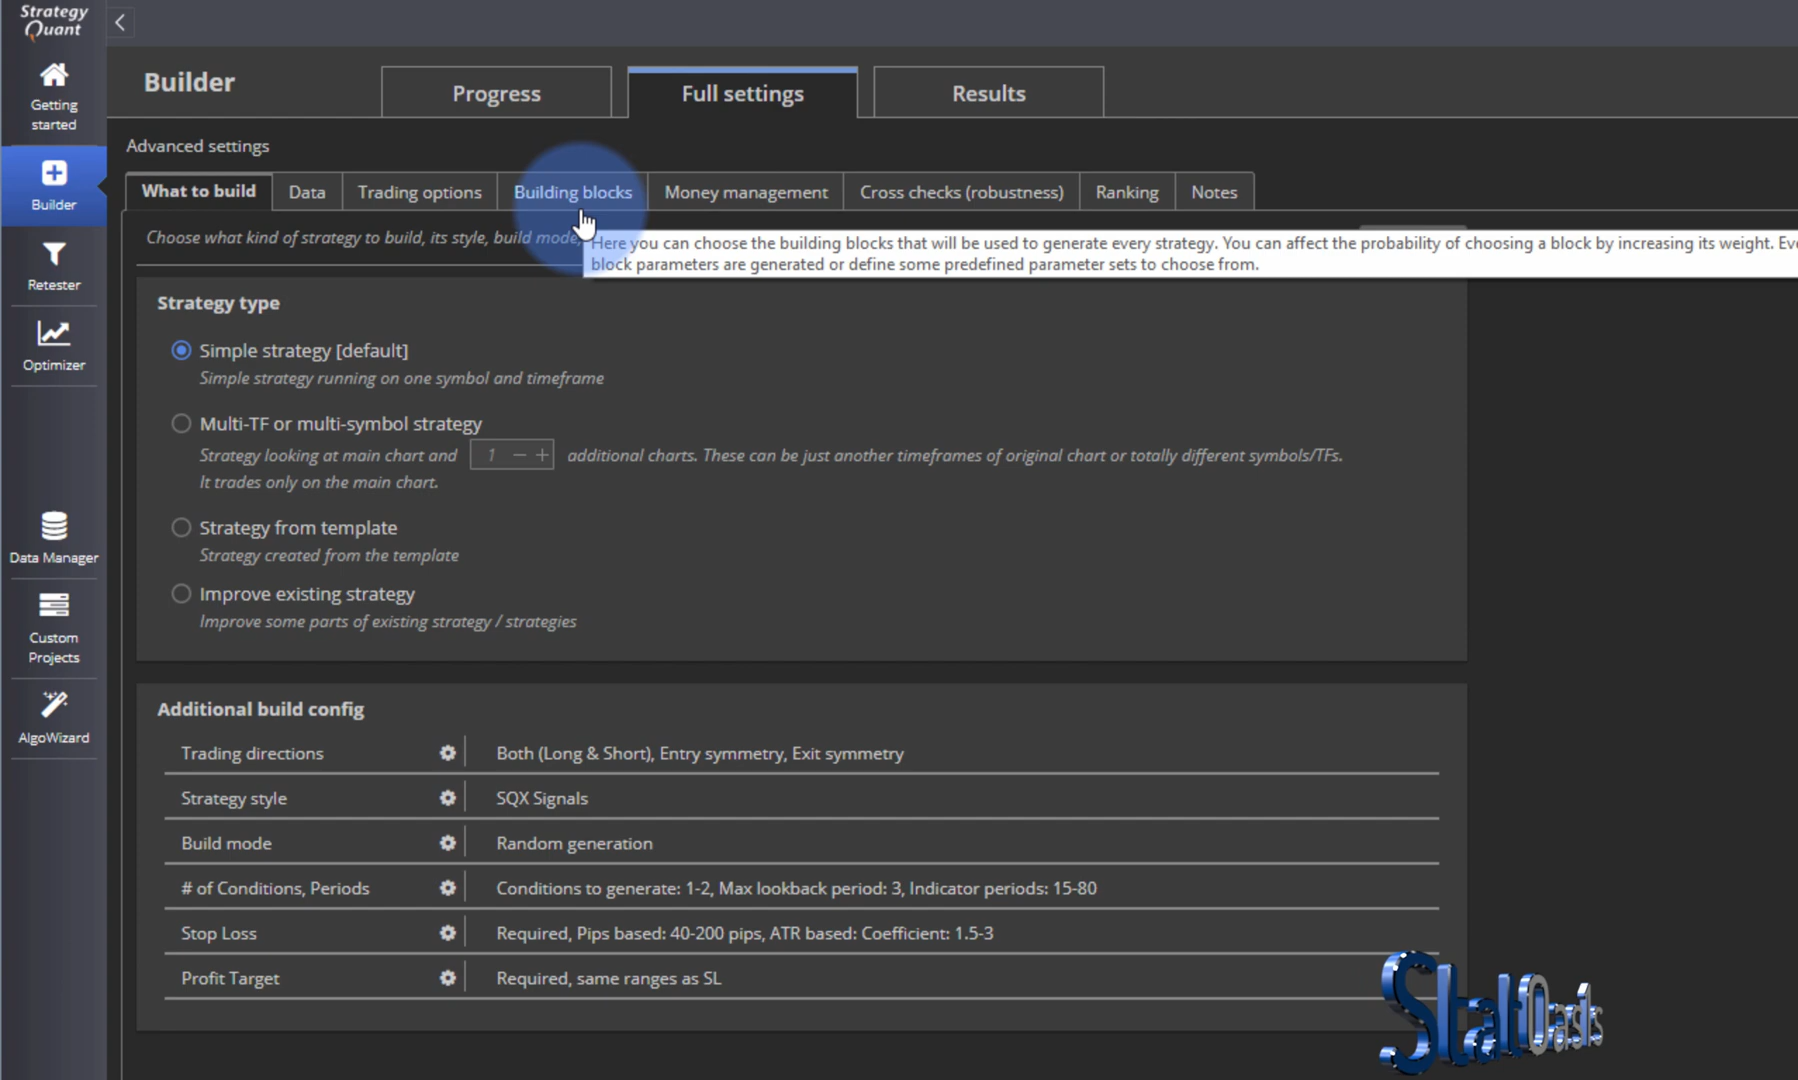 Strategy
Quant
Getting
started
Builder
Retester
Optimizer
Data Manager
Custom
Projects
AlgoWizard
Builder
Progress
Full settings
Results
Advanced settings
What to build
Data
Trading options
Building blocks
Money management
Cross checks (robustness)
Ranking
Notes
Choose what kind of strategy to build, its style, build mode,
Here you can choose the building blocks that will be used to generate every strategy. You can affect the probability of choosing a block by increasing its weight. Eve
block parameters are generated or define some predefined parameter sets to choose from.
Strategy type
Simple strategy [default]
Simple strategy running on one symbol and timeframe
Multi-TF or multi-symbol strategy
Strategy looking at main chart and 1 − + additional charts. These can be just another timeframes of original chart or totally different symbols/TFs.
It trades only on the main chart.
Strategy from template
Strategy created from the template
Improve existing strategy
Improve some parts of existing strategy / strategies
Additional build config
Trading directions Both (Long & Short), Entry symmetry, Exit symmetry
Strategy style SQX Signals
Build mode Random generation
# of Conditions, Periods Conditions to generate: 1-2, Max lookback period: 3, Indicator periods: 15-80
Stop Loss Required, Pips based: 40-200 pips, ATR based: Coefficient: 1.5-3
Profit Target Required, same ranges as SL
StatOasis